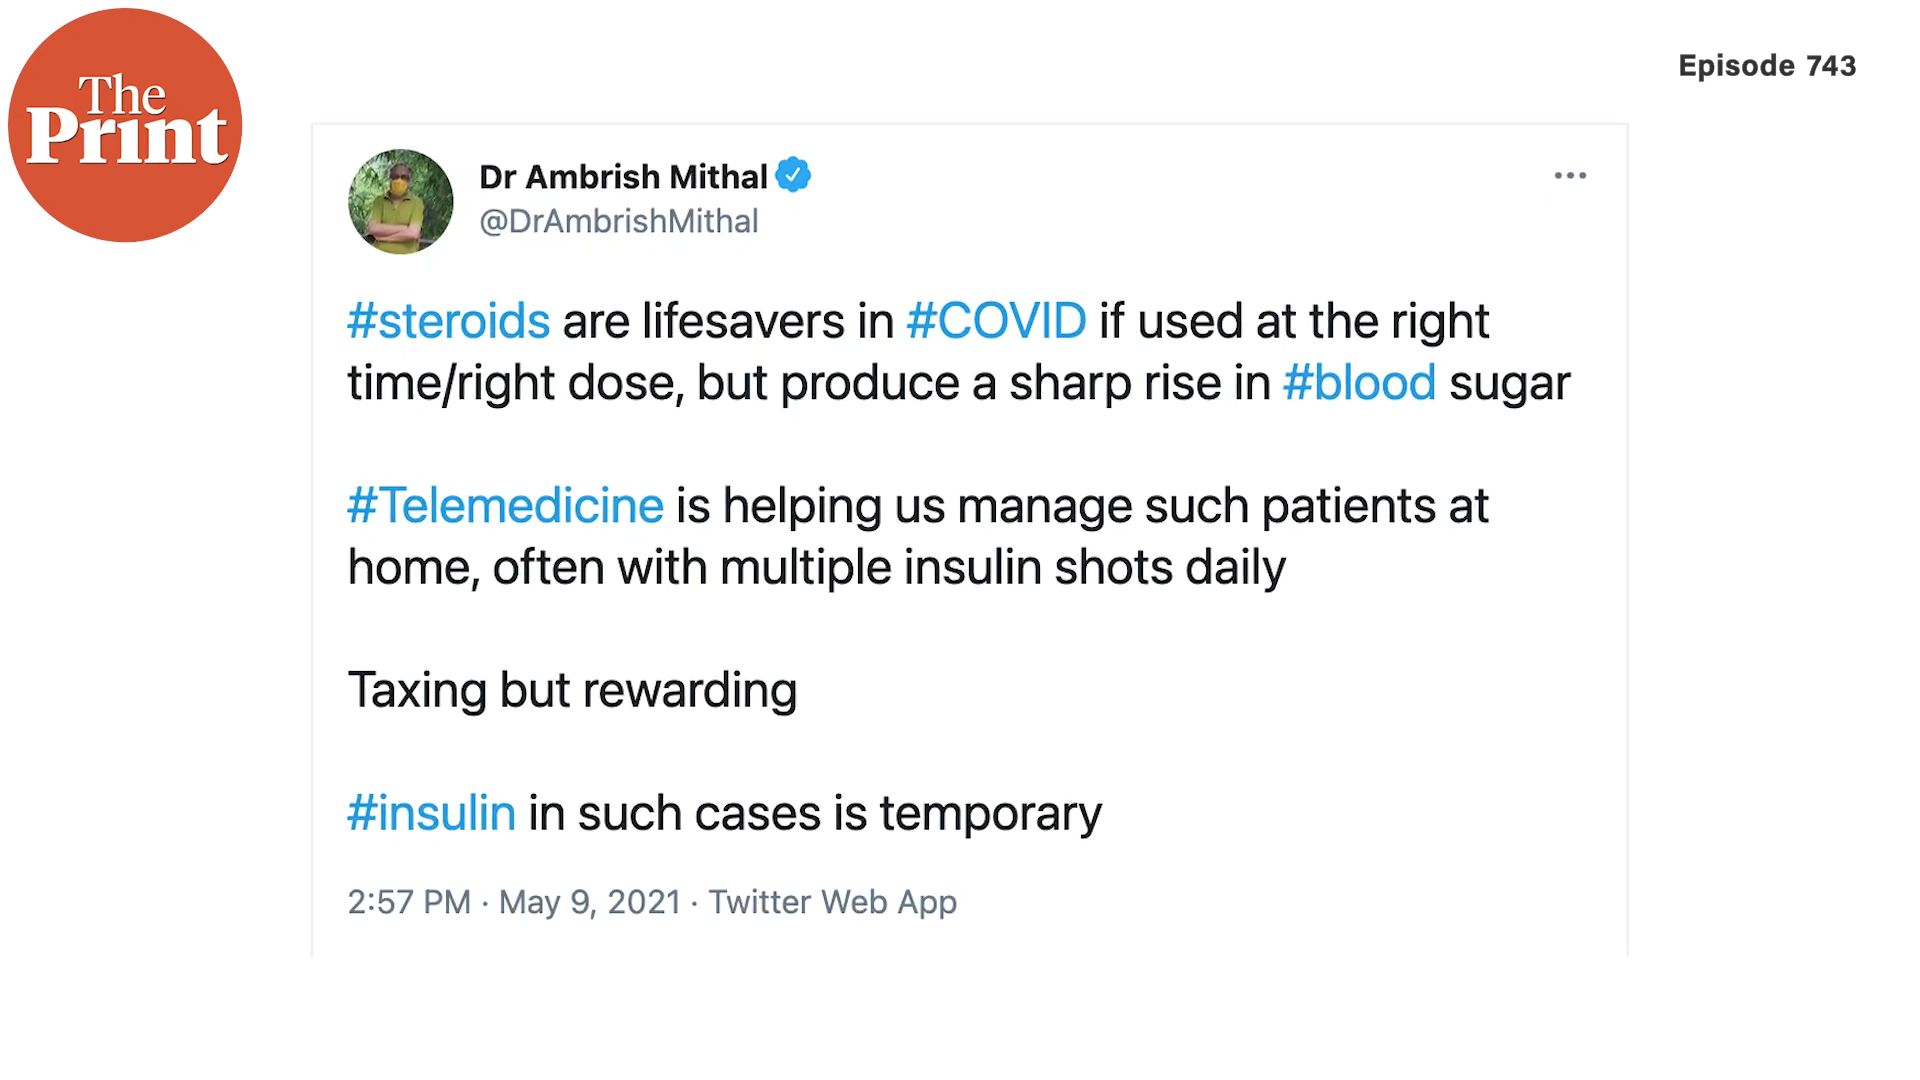 The
Print
Episode 743
Dr Ambrish Mithal
@DrAmbrishMithal
#steroids are lifesavers in #COVID if used at the right
time/right dose, but produce a sharp rise in #blood sugar
#Telemedicine is helping us manage such patients at
home, often with multiple insulin shots daily
Taxing but rewarding
#insulin in such cases is temporary
2:57 PM · May 9, 2021 · Twitter Web App